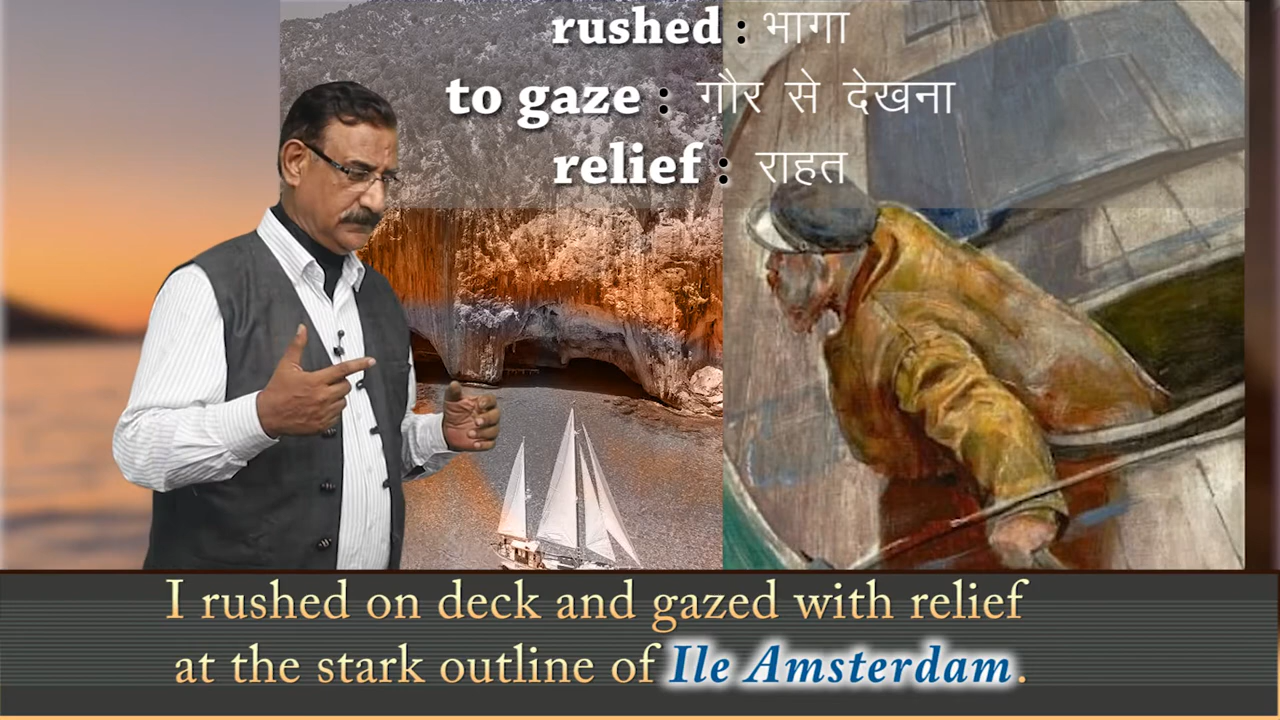 rushed : भागा
to gaze : गौर से देखना
relief : राहत
I rushed on deck and gazed with relief
at the stark outline of Ile Amsterdam.